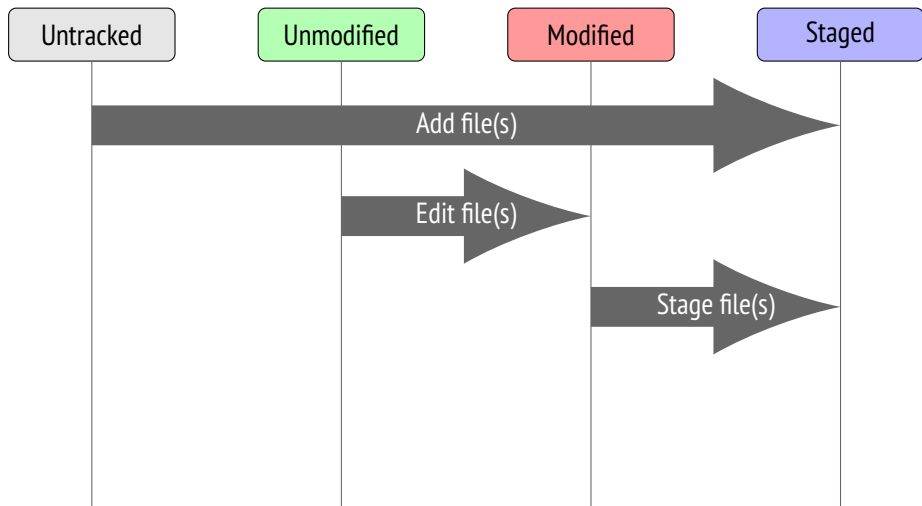 Untracked
Unmodified
Modified
Staged
Add file(s)
Edit file(s)
Stage file(s)